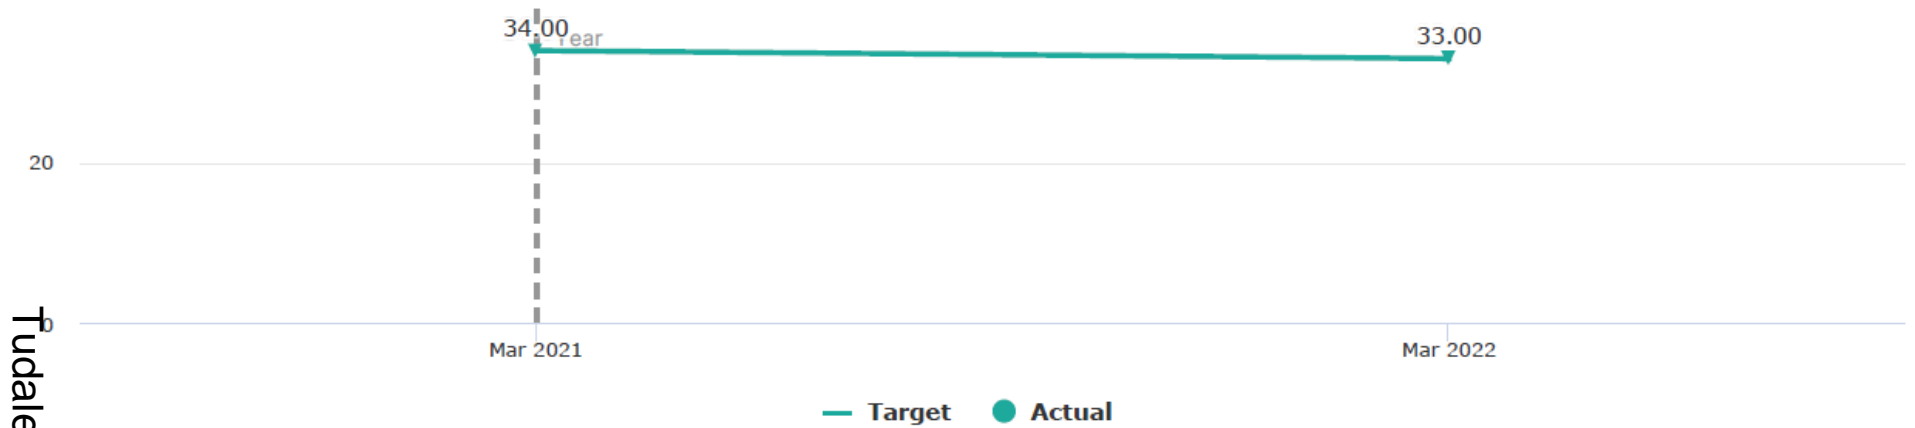 34.00
Year
33.00
20
0
Mar 2021
Mar 2022
Target
Actual
Tudale